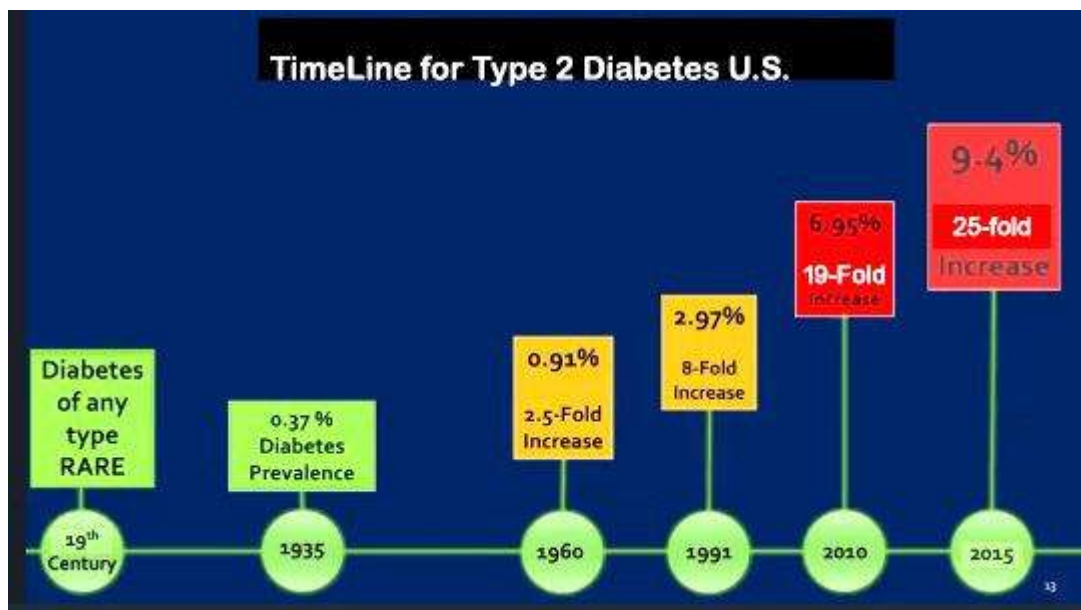 TimeLine for Type 2 Diabetes U.S.
Diabetes
of any
type
RARE
0.37 %
Diabetes
Prevalence
0.91%
2.5-Fold
Increase
2.97%
8-Fold
Increase
6.95%
19-Fold
Increase
9.4%
25-fold
Increase
19th
Century
1935
1960
1991
2010
2015
13